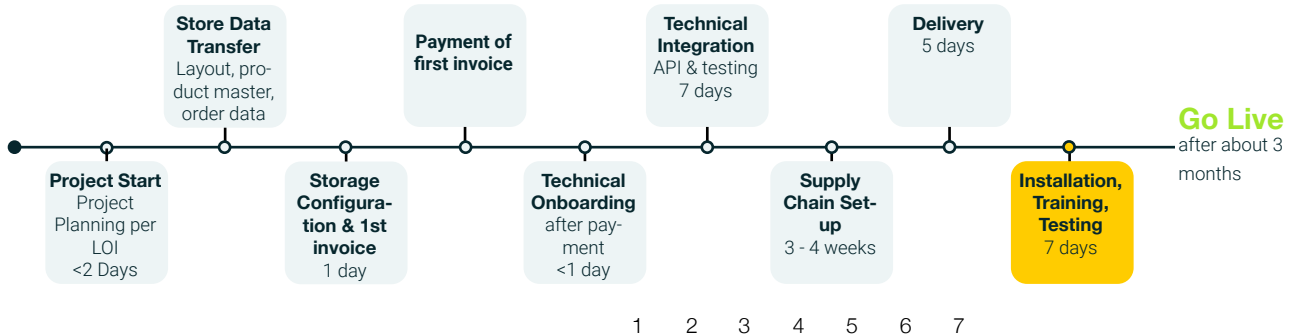 Store Data
Transfer
Layout, pro-
duct master,
order data
Payment of
first invoice
Technical
Integration
API & testing
7 days
Delivery
5 days
Go Live
after about 3
months
Project Start
Project
Planning per
LOI
<2 Days
Storage
Configura-
tion & 1st
invoice
1 day
Technical
Onboarding
after pay-
ment
<1 day
Supply
Chain Set-
up
3 - 4 weeks
Installation,
Training,
Testing
7 days
1 2 3 4 5 6 7